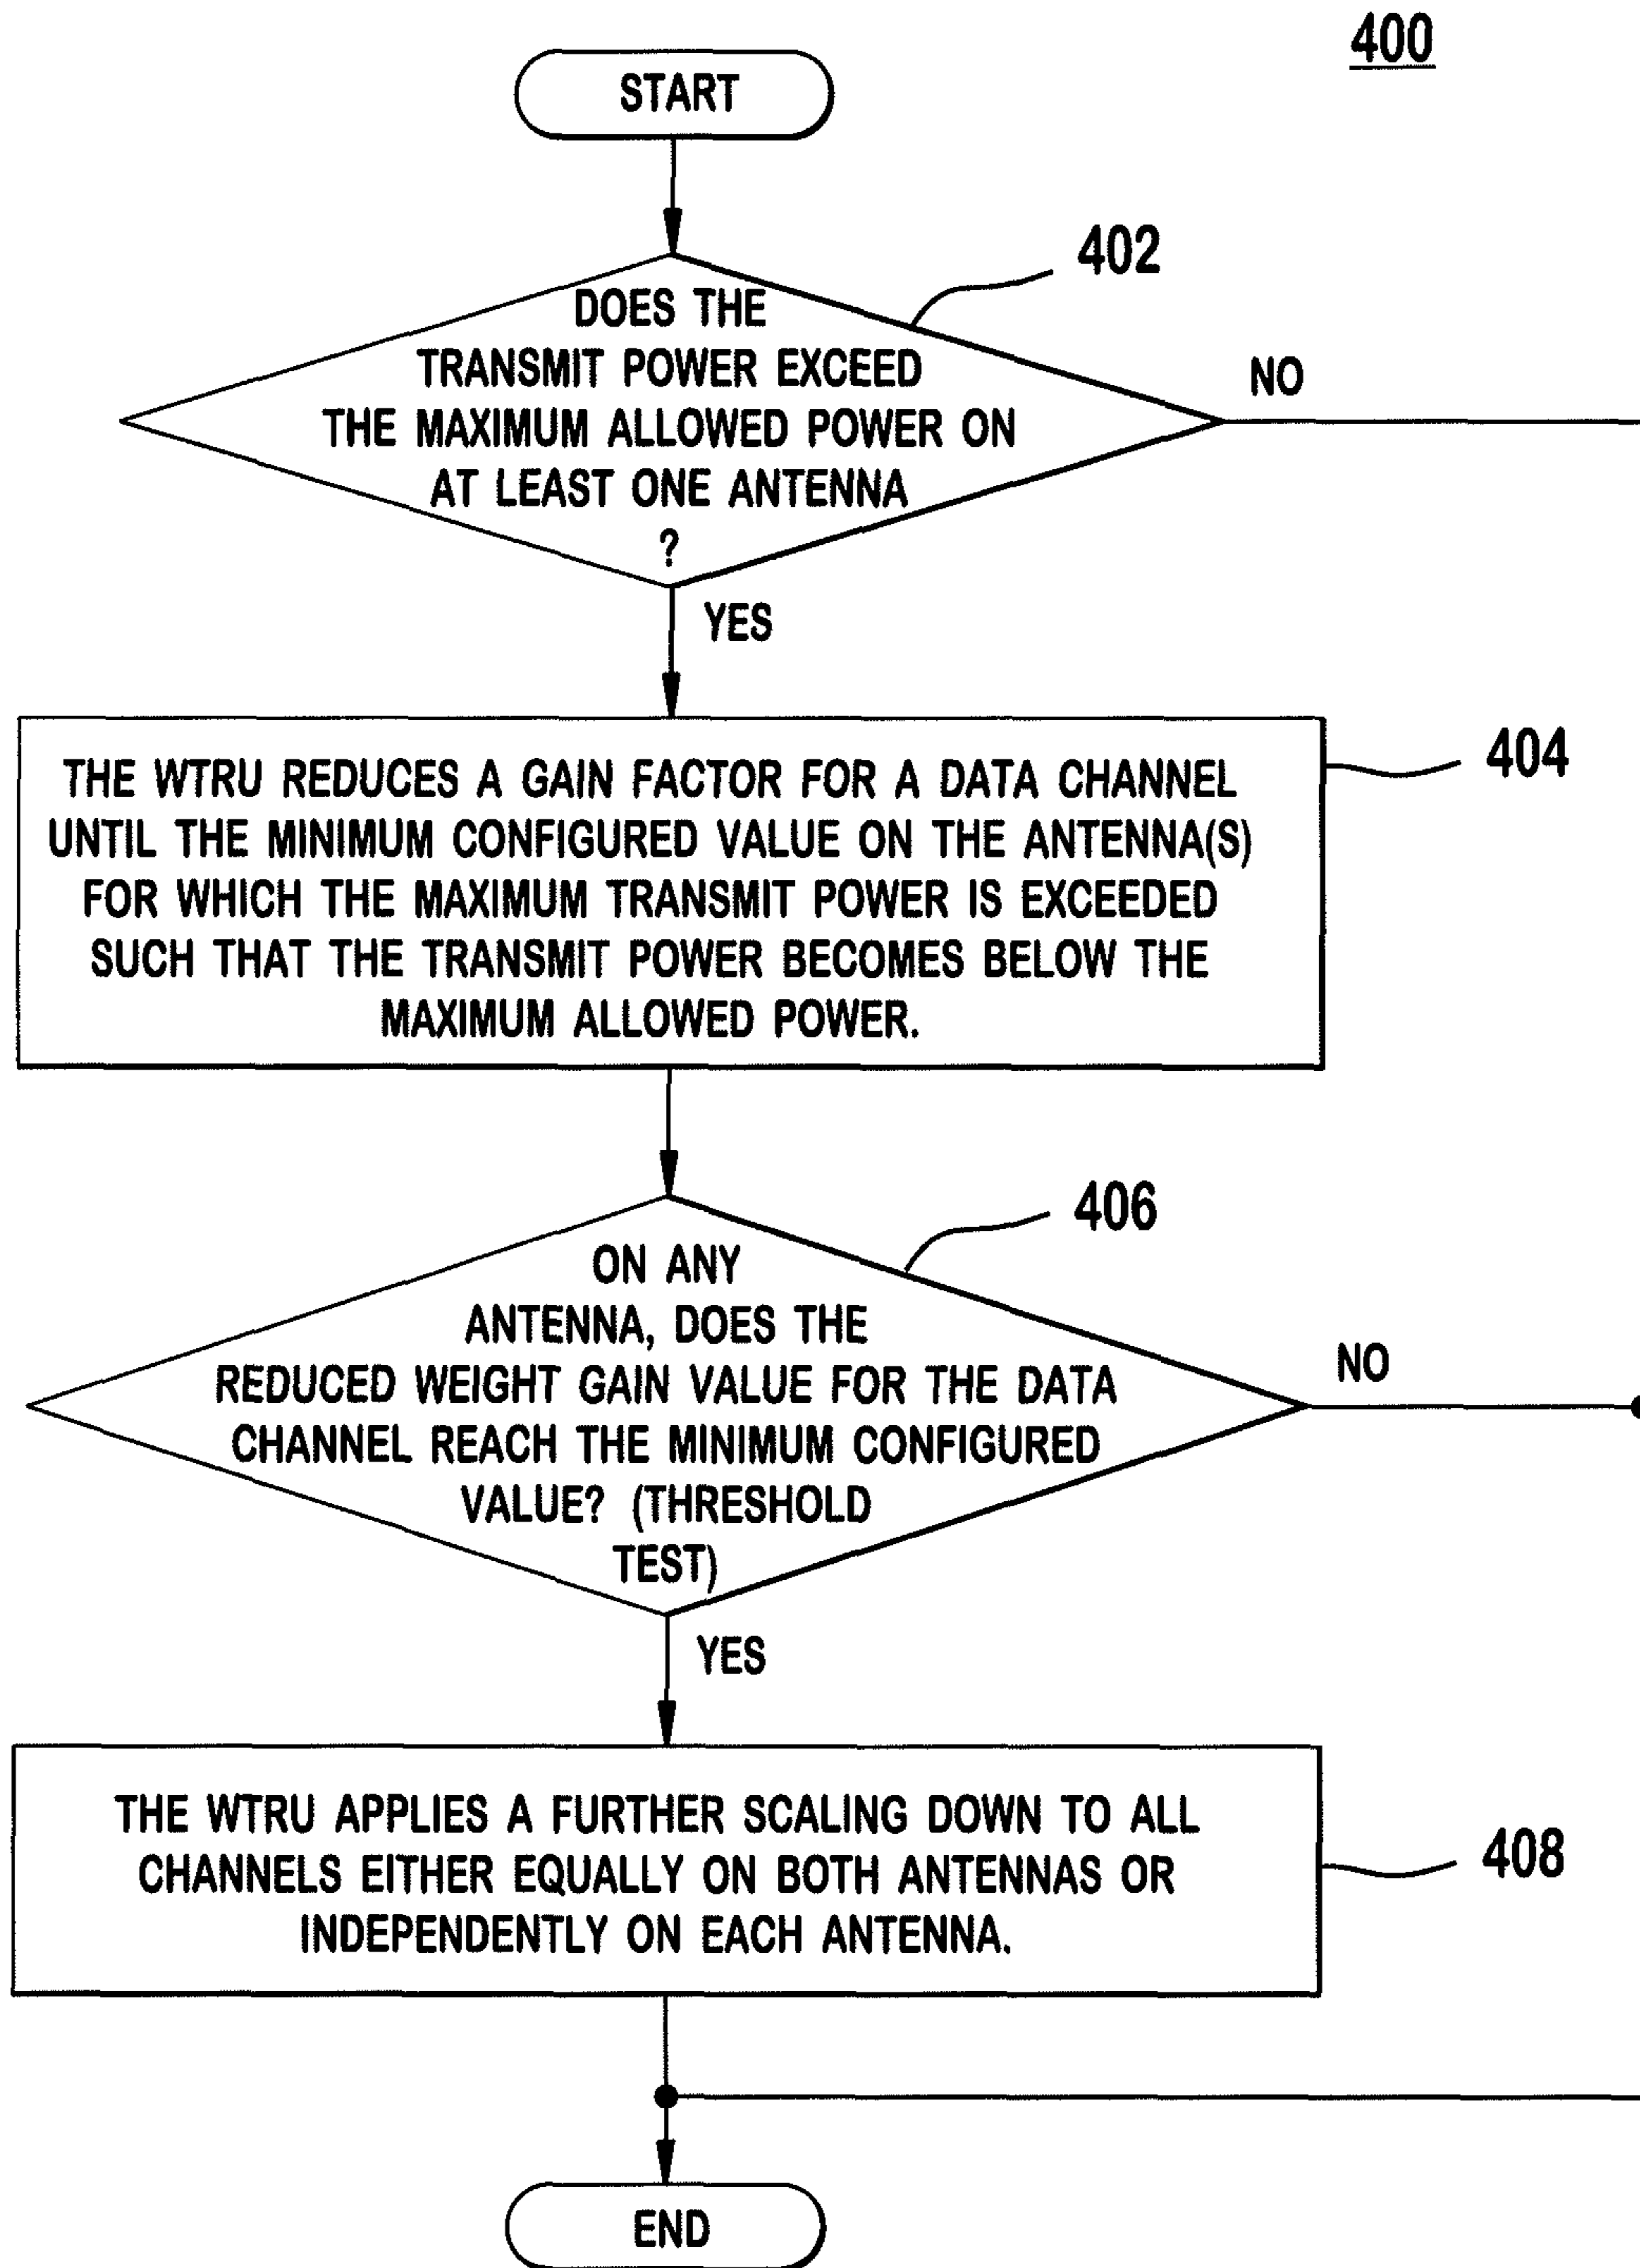 400
START
402
DOES THE
TRANSMIT POWER EXCEED
THE MAXIMUM ALLOWED POWER ON
AT LEAST ONE ANTENNA
?
NO
YES
404
THE WTRU REDUCES A GAIN FACTOR FOR A DATA CHANNEL
UNTIL THE MINIMUM CONFIGURED VALUE ON THE ANTENNA(S)
FOR WHICH THE MAXIMUM TRANSMIT POWER IS EXCEEDED
SUCH THAT THE TRANSMIT POWER BECOMES BELOW THE
MAXIMUM ALLOWED POWER.
406
ON ANY
ANTENNA, DOES THE
REDUCED WEIGHT GAIN VALUE FOR THE DATA
CHANNEL REACH THE MINIMUM CONFIGURED
VALUE? (THRESHOLD
TEST)
NO
YES
THE WTRU APPLIES A FURTHER SCALING DOWN TO ALL
CHANNELS EITHER EQUALLY ON BOTH ANTENNAS OR
INDEPENDENTLY ON EACH ANTENNA.
408
END